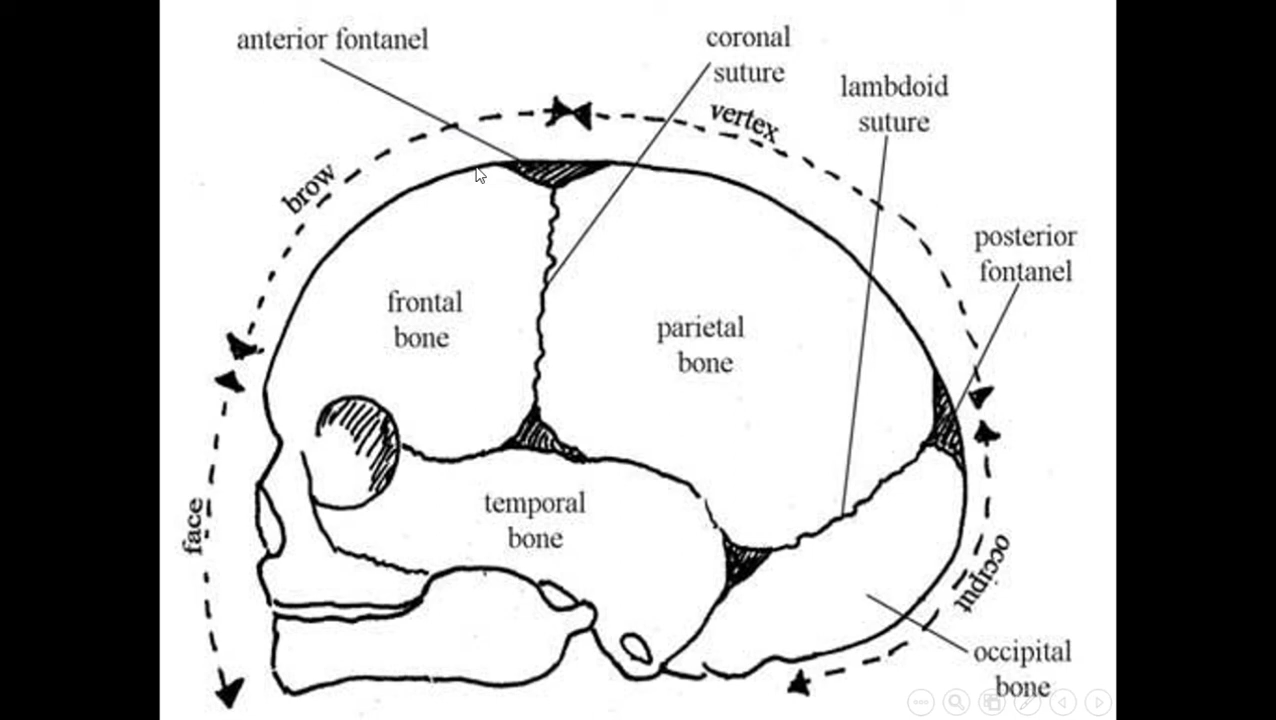 anterior fontanel
coronal
suture
lambdoid
suture
vertex
brow
posterior
fontanel
frontal
bone
parietal
bone
temporal
bone
face
occiput
occipital
bone